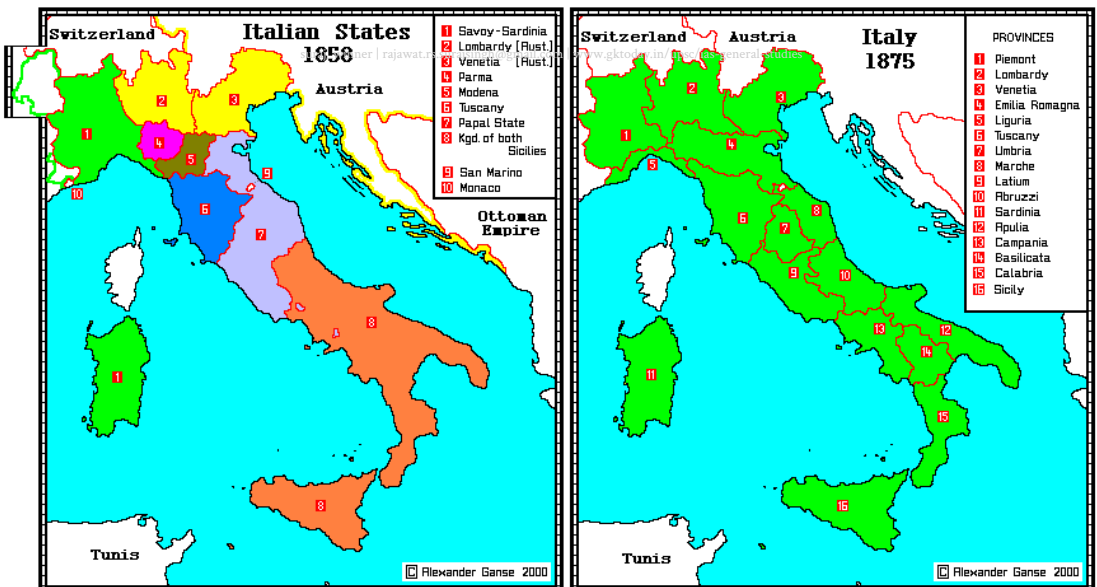 Switzerland
Italian States
1858
Austria
Ottoman
Empire
Tunis
1 Savoy-Sardinia
2 Lombardy [Aust.]
3 Venetia [Aust.]
4 Parma
5 Modena
6 Tuscany
7 Papal State
8 Kgd. of both
Sicilies
9 San Marino
10 Monaco
1
2
3
4
5
9
10
6
7
8
1
8
C Alexander Ganse 2000
Switzerland
Austria
Italy
1875
PROVINCES
1 Piemont
2 Lombardy
3 Venetia
4 Emilia Romagna
5 Liguria
6 Tuscany
7 Umbria
8 Marche
9 Latium
10 Abruzzi
11 Sardinia
12 Apulia
13 Campania
14 Basilicata
15 Calabria
16 Sicily
2
3
1
4
5
6
8
7
9
10
13
12
14
11
15
16
Tunis
C Alexander Ganse 2000